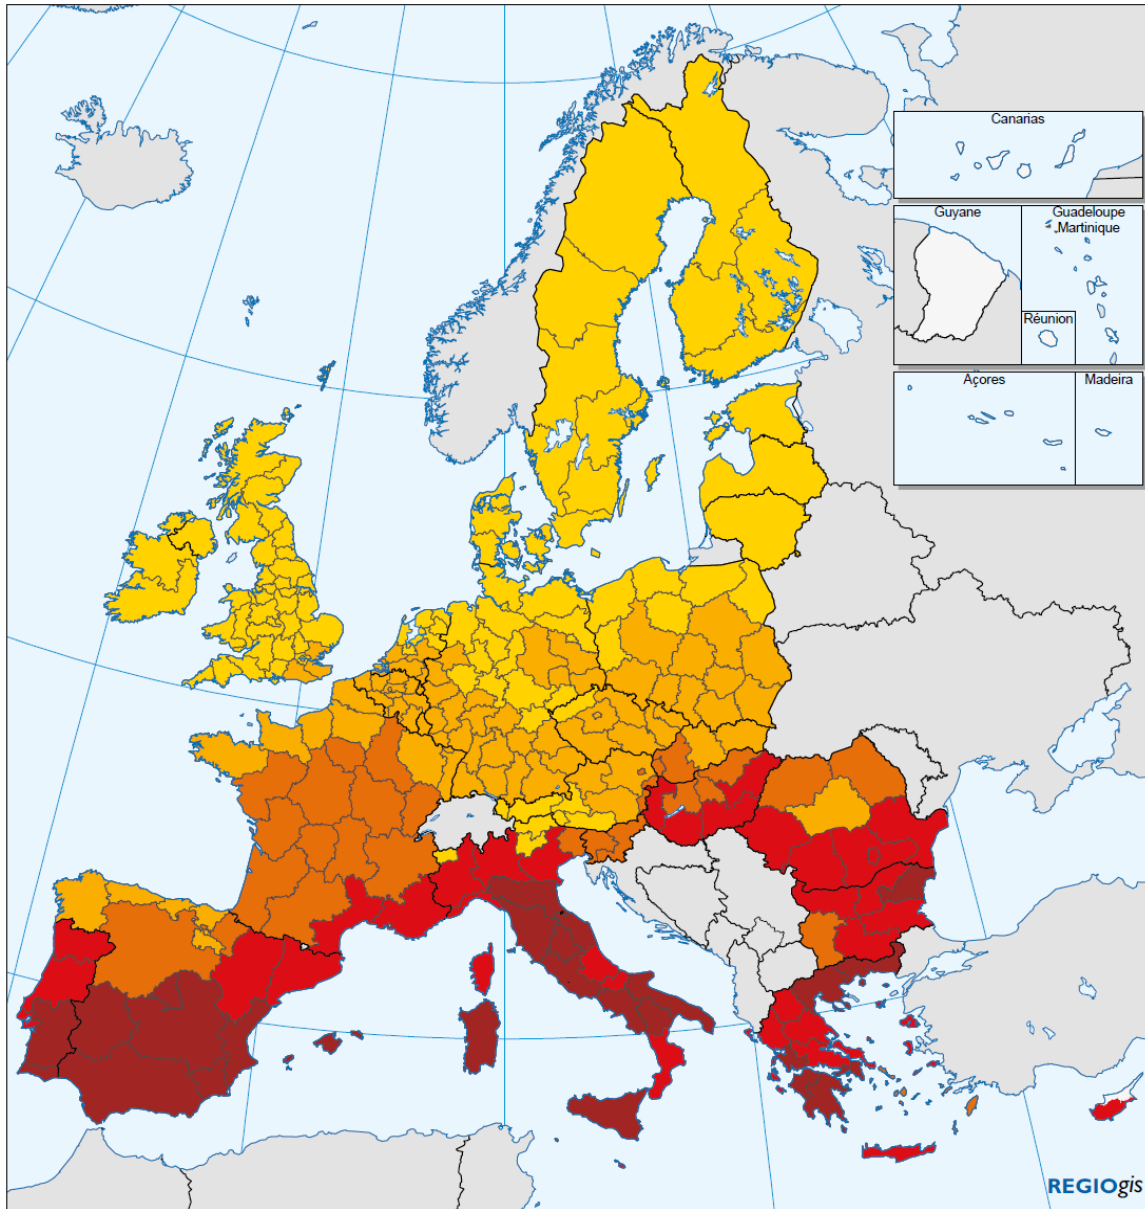 Canarias
Guyane
Guadeloupe
Martinique
Réunion
Açores
Madeira
REGIOgis